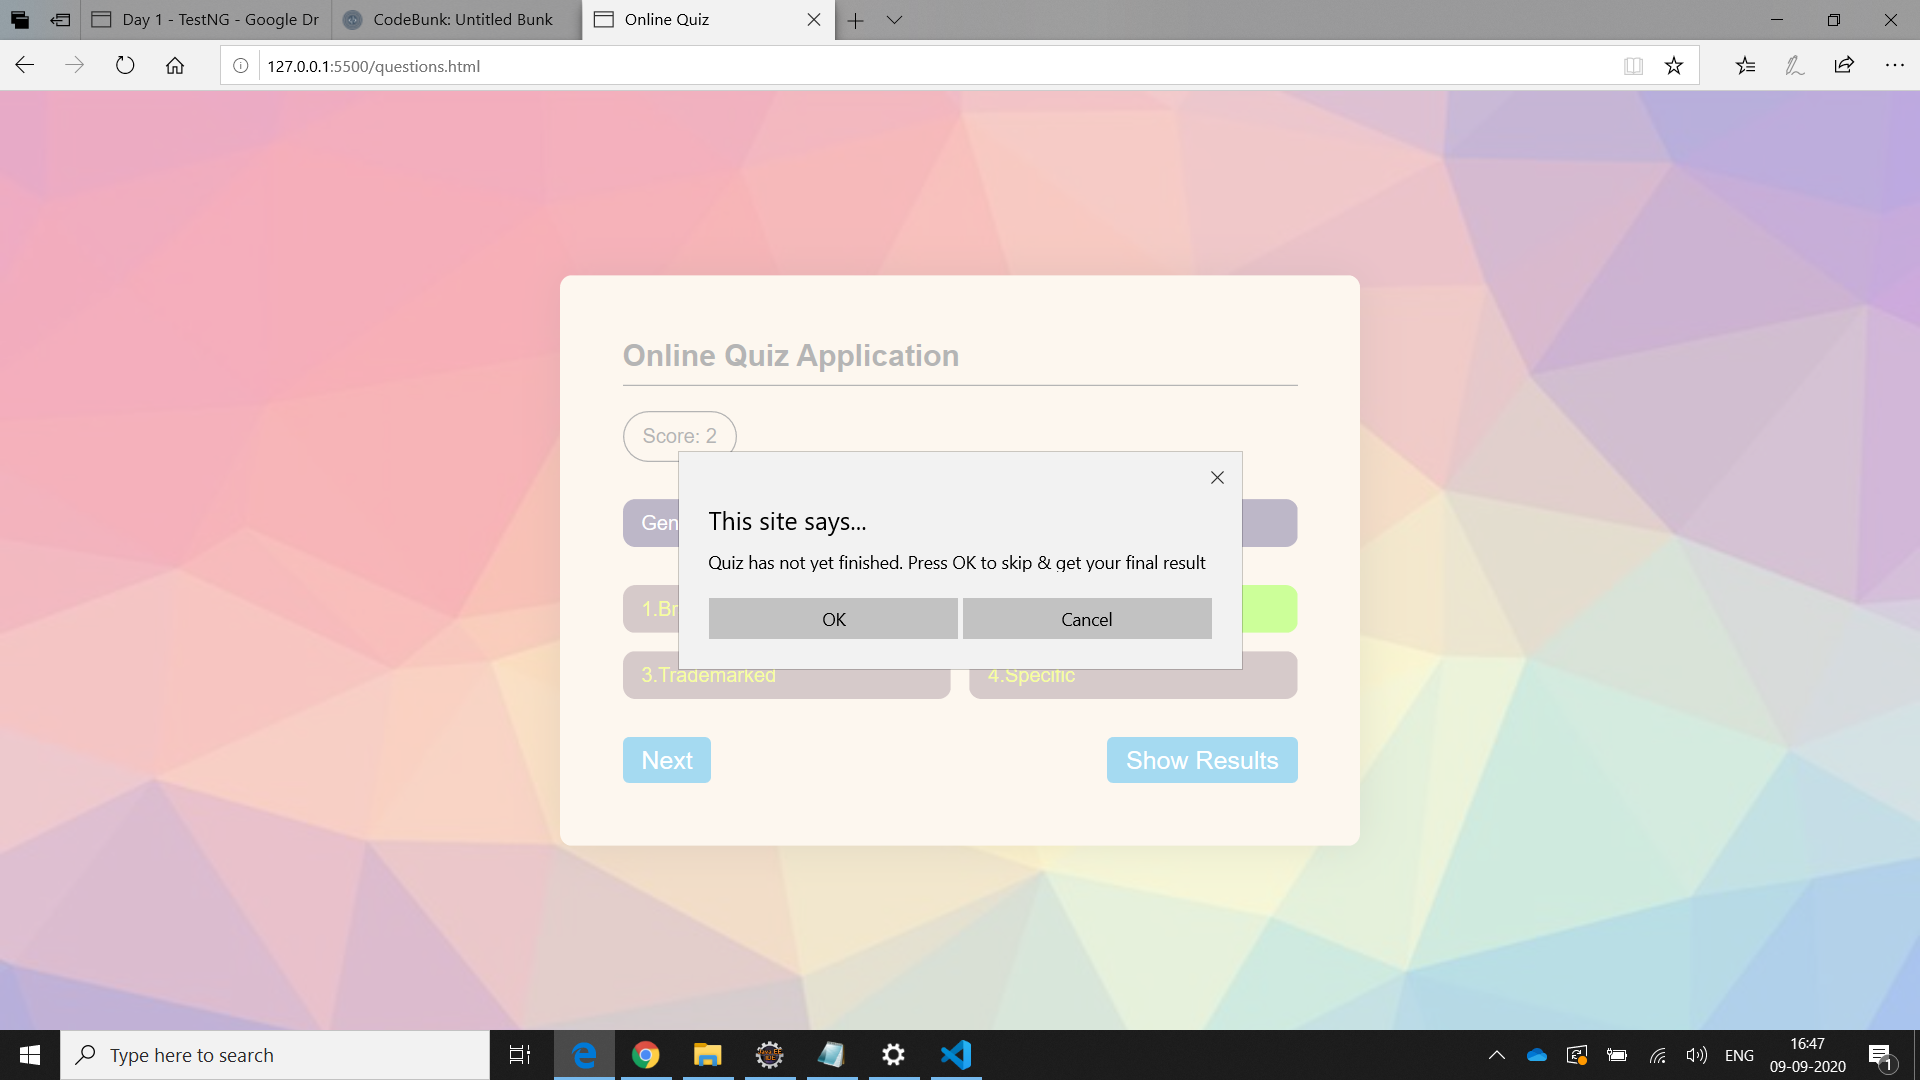 Day 1 - TestNG - Google Dr
CodeBunk: Untitled Bunk
Online Quiz
127.0.0.1:5500/questions.html
Online Quiz Application
Score: 2
Gen
This site says...
Quiz has not yet finished. Press OK to skip & get your final result
OK Cancel
1.Br
3.Trademarked 4.Specific
Next Show Results
Type here to search
ENG
16:47
09-09-2020
1